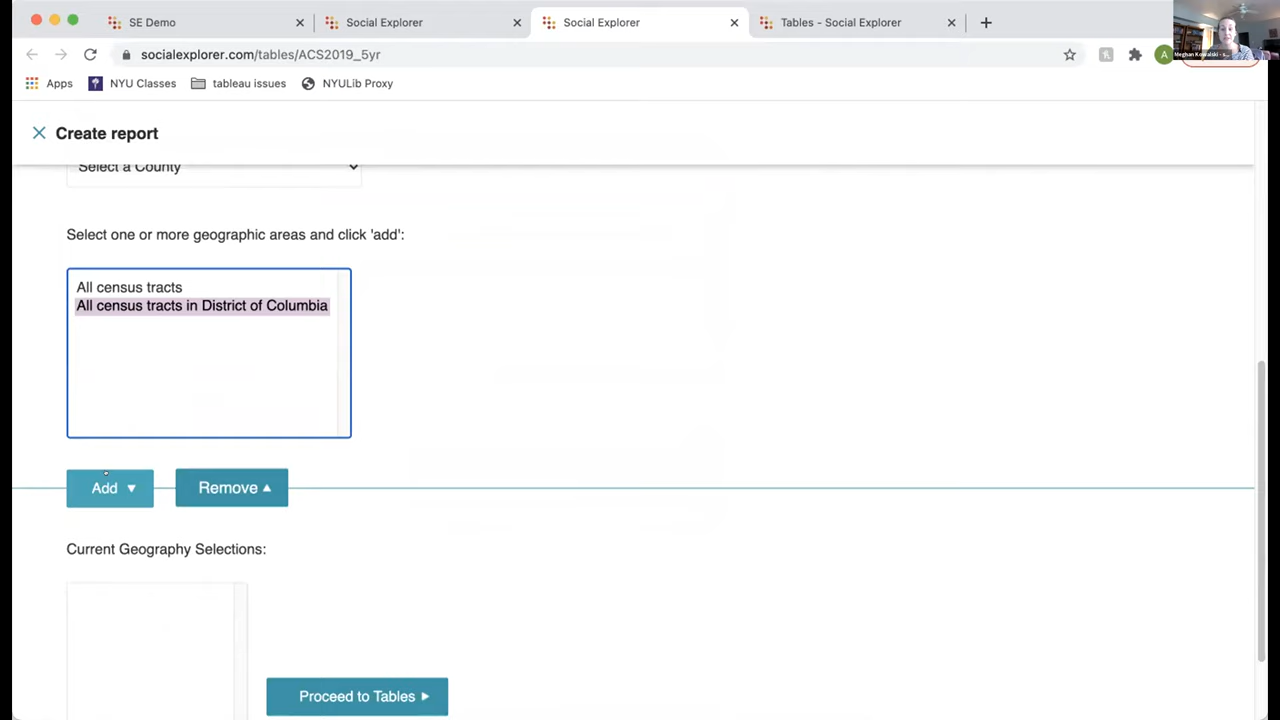 SE Demo
Social Explorer
Social Explorer
Tables - Social Explorer
socialexplorer.com/tables/ACS2019_5yr
A
Apps
NYU Classes
tableau issues
NYULib Proxy
Create report
Select a County
Select one or more geographic areas and click 'add':
All census tracts
All census tracts in District of Columbia
Add
Remove
Current Geography Selections:
Proceed to Tables